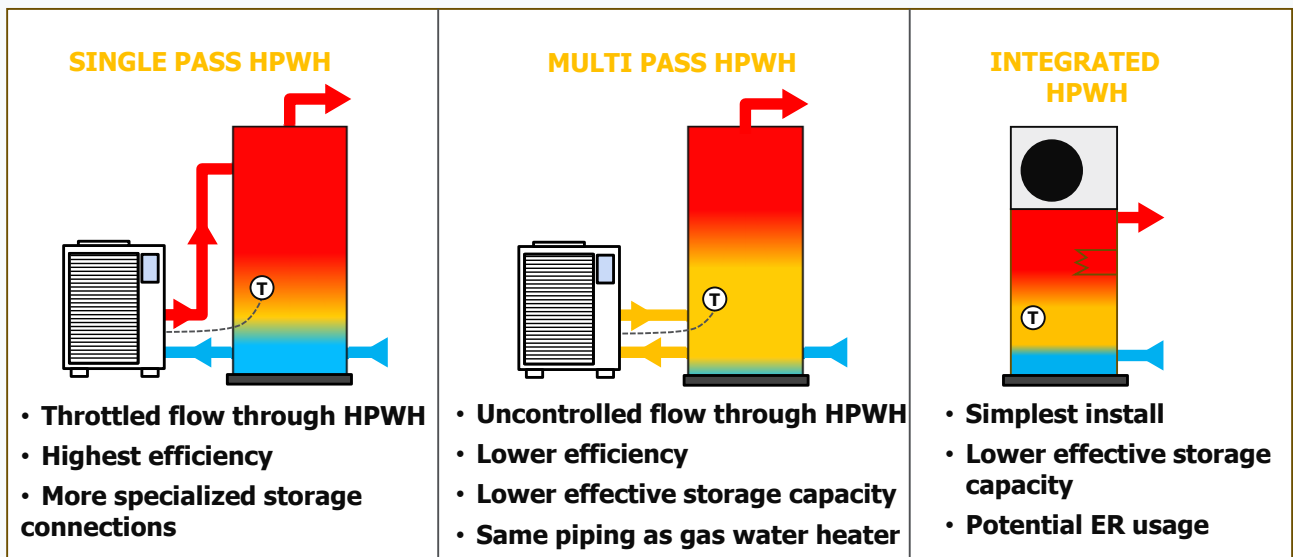 SINGLE PASS HPWH
T
• Throttled flow through HPWH
• Highest efficiency
• More specialized storage
connections
MULTI PASS HPWH
T
• Uncontrolled flow through HPWH
• Lower efficiency
• Lower effective storage capacity
• Same piping as gas water heater
INTEGRATED
HPWH
T
• Simplest install
• Lower effective storage
capacity
• Potential ER usage